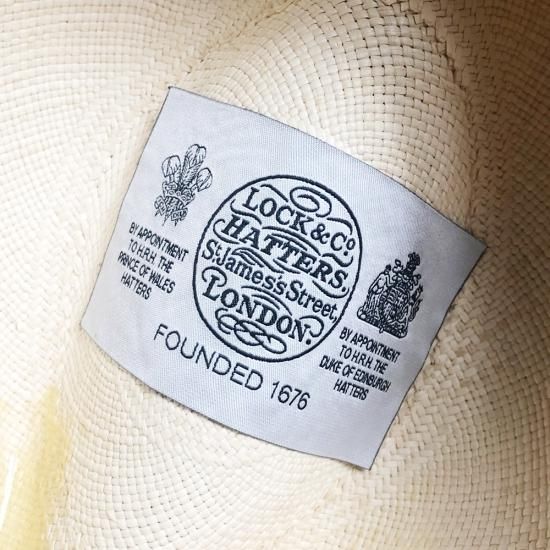 LOCK & Co
HATTERS.
St. James's Street,
LONDON.
BY APPOINTMENT
TO H.R.H. THE
PRINCE OF WALES
HATTERS
BY APPOINTMENT
TO H.R.H. THE
DUKE OF EDINBURGH
HATTERS
FOUNDED 1676